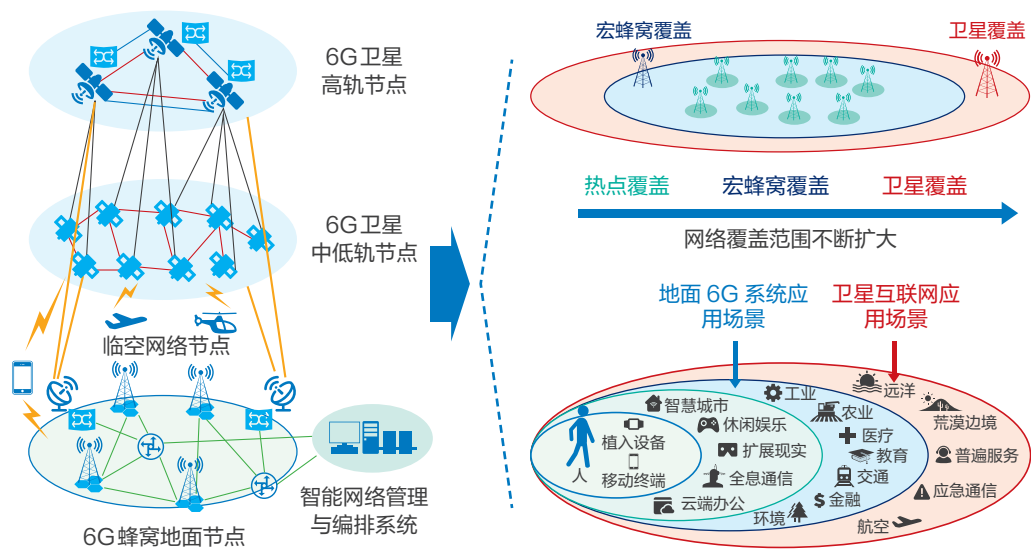 6G卫星
高轨节点
6G卫星
中低轨节点
临空网络节点
智能网络管理
与编排系统
6G蜂窝地面节点
宏蜂窝覆盖
卫星覆盖
热点覆盖
宏蜂窝覆盖
卫星覆盖
网络覆盖范围不断扩大
地面 6G 系统应
用场景
卫星互联网应
用场景
人
植入设备
移动终端
智慧城市
休闲娱乐
扩展现实
全息通信
云端办公
工业
农业
医疗
教育
交通
金融
环境
远洋
荒漠边境
普遍服务
应急通信
航空